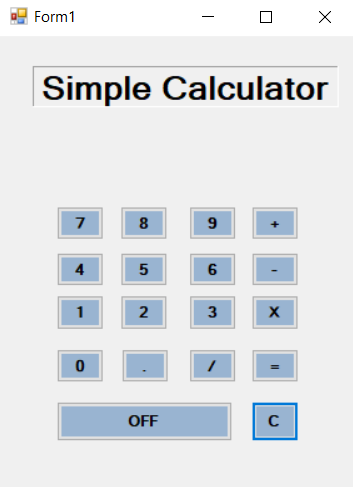 Form1
Simple Calculator
7 8 9 +
4 5 6 -
1 2 3 X
0 . / =
OFF C